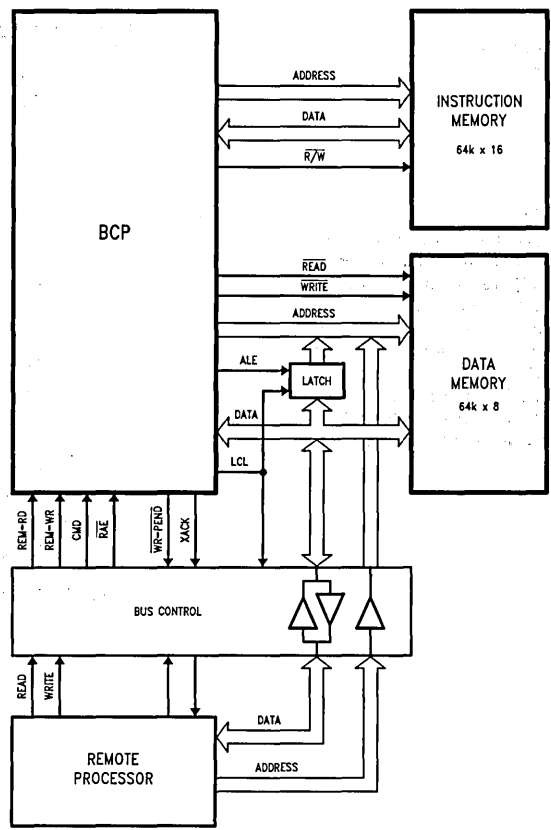 BCP
ADDRESS
DATA
R/W
INSTRUCTION
MEMORY
64k x 16
READ
WRITE
ADDRESS
ALE
LATCH
DATA
LCL
DATA
MEMORY
64k x 8
REM-RD
REM-WR
CMD
RAE
WR-PEND
XACK
BUS CONTROL
READ
WRITE
DATA
ADDRESS
REMOTE
PROCESSOR